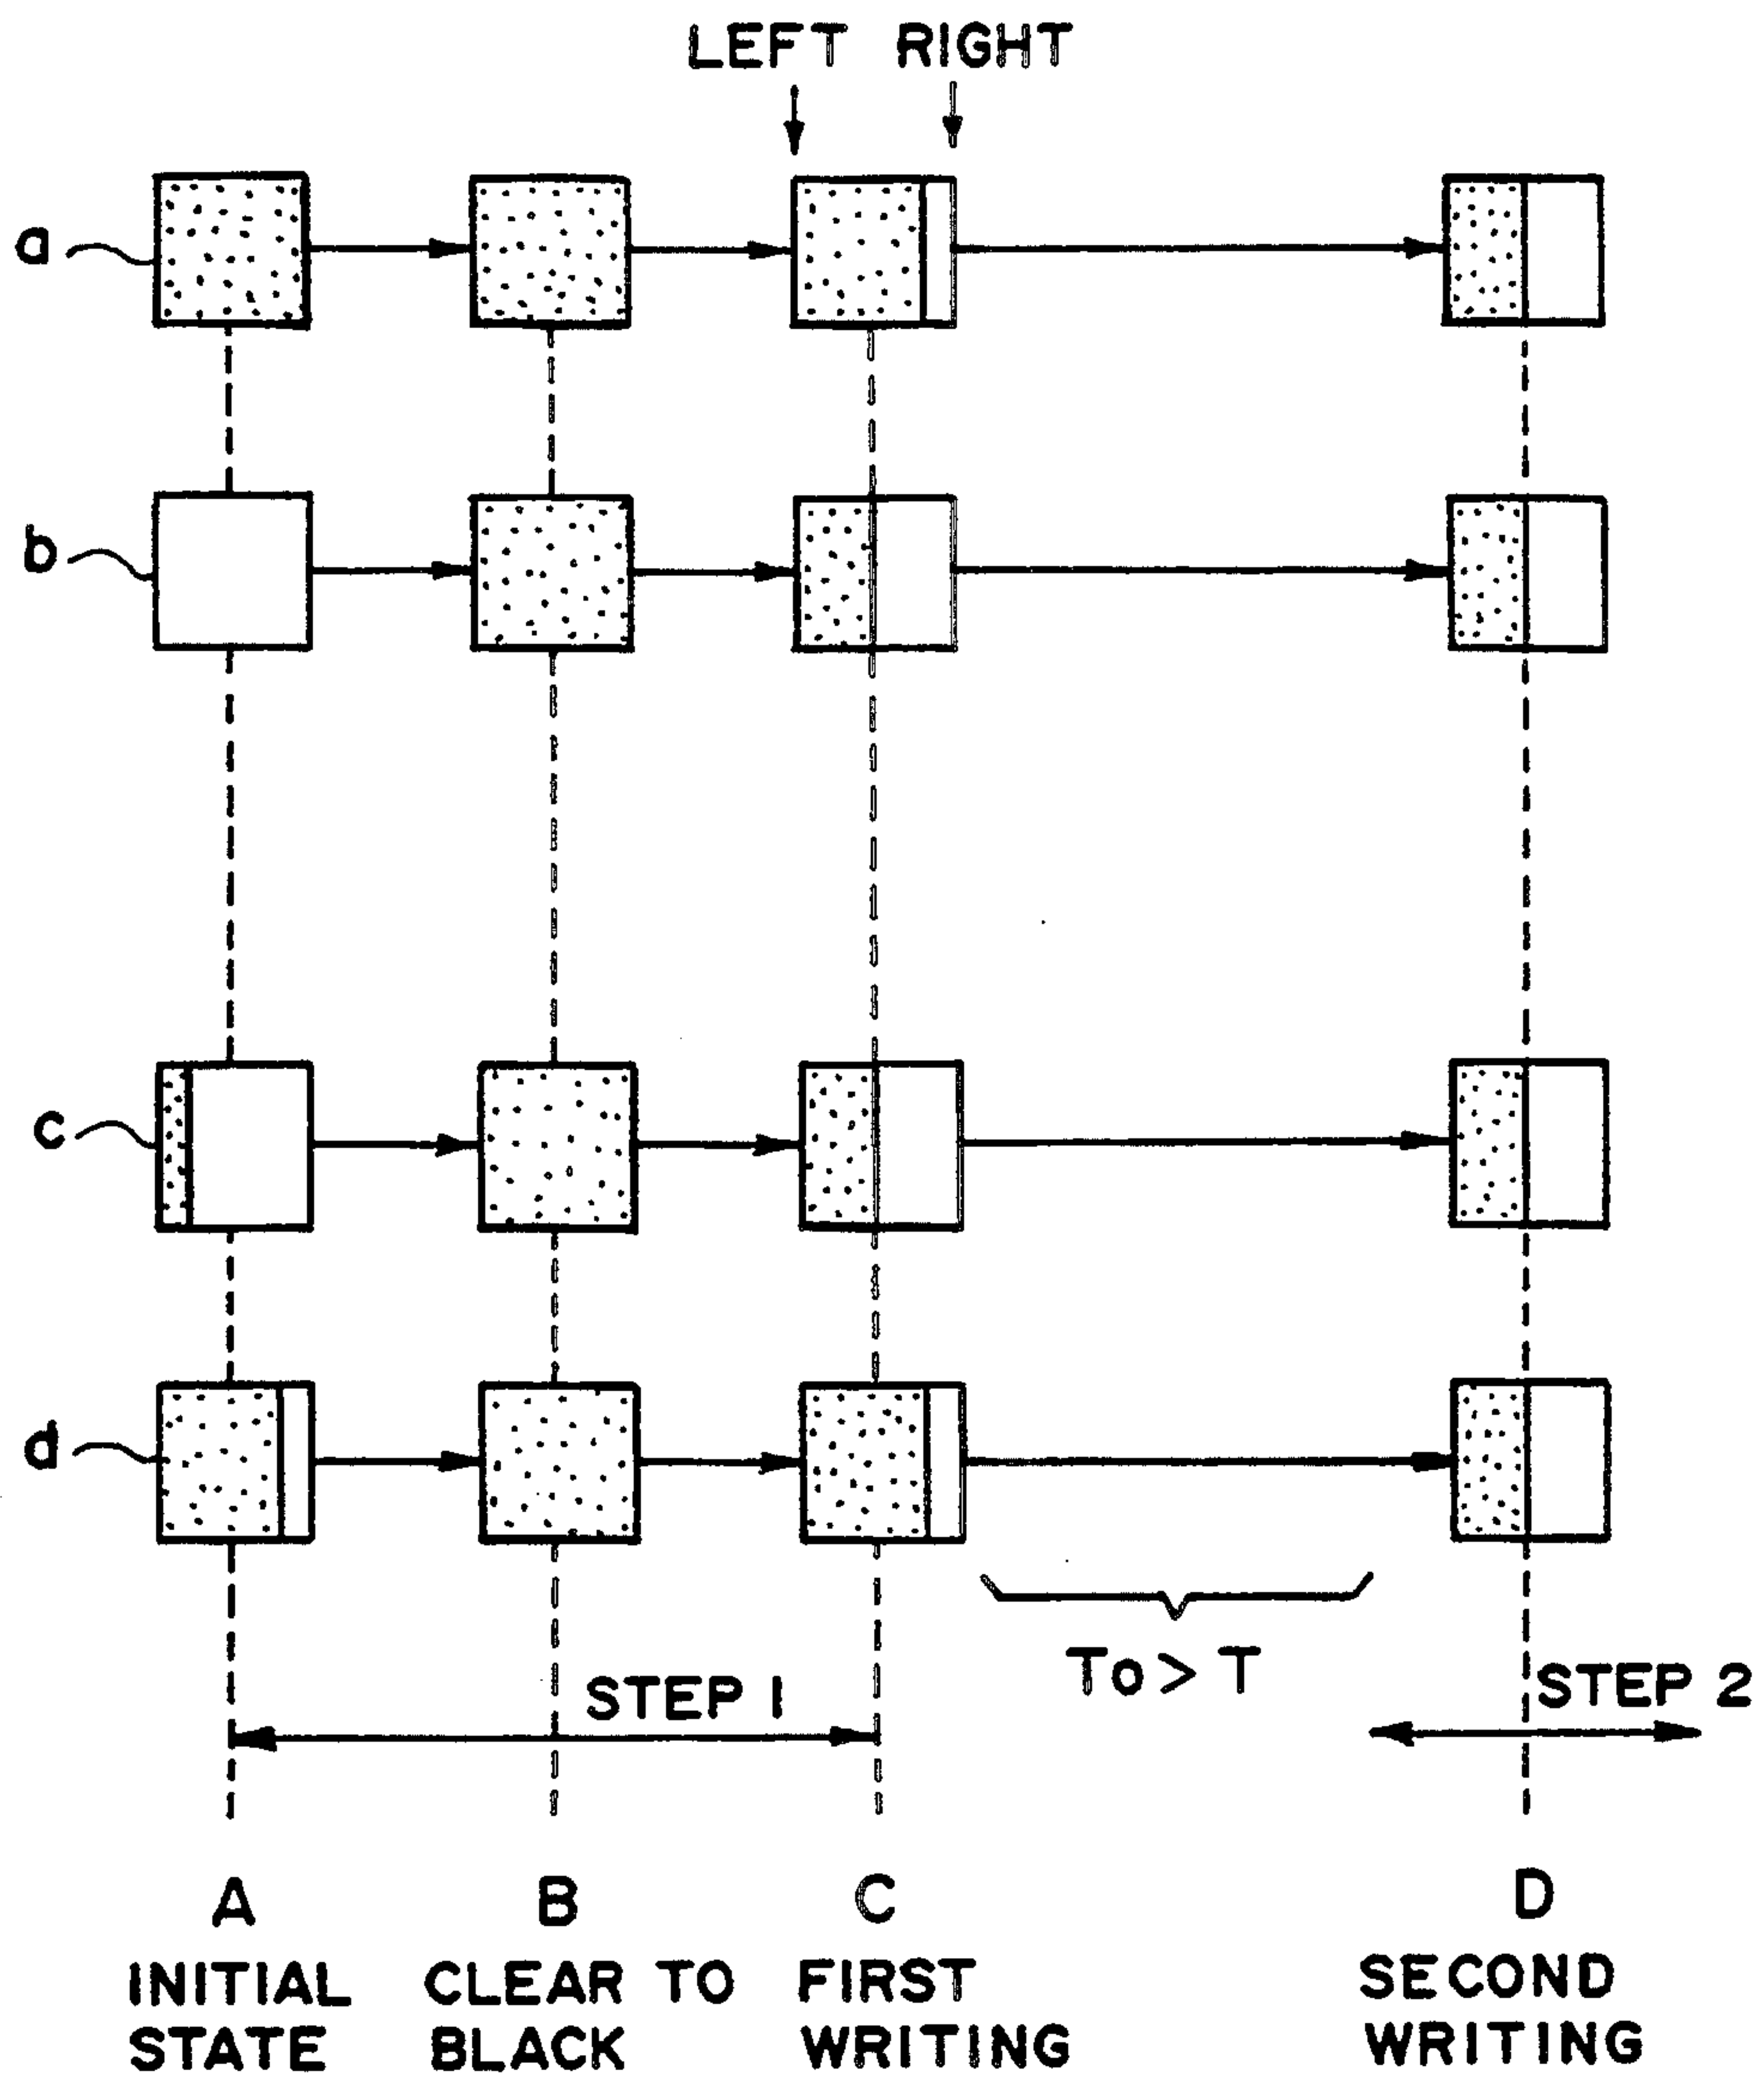 LEFT RIGHT
a
b
c
d
To > T
STEP 1
STEP 2
A B C D
INITIAL STATE
CLEAR TO BLACK
FIRST WRITING
SECOND WRITING